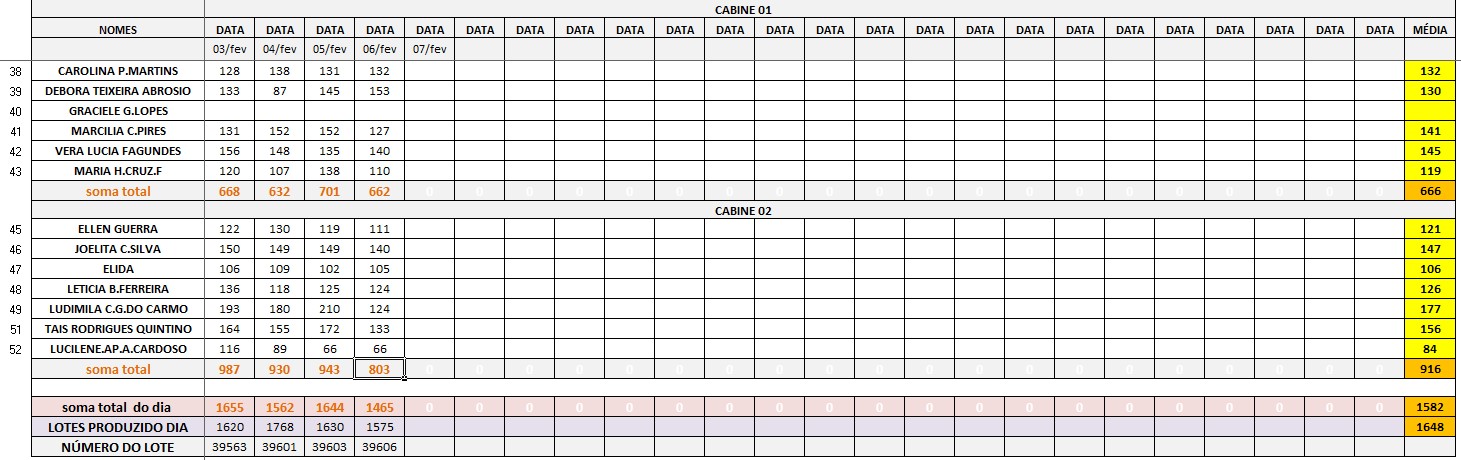 CABINE 01
NOMES DATA DATA DATA DATA DATA DATA DATA DATA DATA DATA DATA DATA DATA DATA DATA DATA DATA DATA DATA DATA DATA DATA DATA DATA MÉDIA
03/fev 04/fev 05/fev 06/fev 07/fev
38 CAROLINA P.MARTINS 128 138 131 132 132
39 DEBORA TEIXEIRA ABROSIO 133 87 145 153 130
40 GRACIELE G.LOPES
41 MARCILIA C.PIRES 131 152 152 127 141
42 VERA LUCIA FAGUNDES 156 148 135 140 145
43 MARIA H.CRUZ.F 120 107 138 110 119
soma total 668 632 701 662 0 0 0 0 0 0 0 0 0 0 0 0 0 0 0 0 0 0 0 0 666
CABINE 02
45 ELLEN GUERRA 122 130 119 111 121
46 JOELITA C.SILVA 150 149 149 140 147
47 ELIDA 106 109 102 105 106
48 LETICIA B.FERREIRA 136 118 125 124 126
49 LUDIMILA C.G.DO CARMO 193 180 210 124 177
51 TAIS RODRIGUES QUINTINO 164 155 172 133 156
52 LUCILENE.AP.A.CARDOSO 116 89 66 66 84
soma total 987 930 943 803 0 0 0 0 0 0 0 0 0 0 0 0 0 0 0 0 0 0 0 0 916
soma total do dia 1655 1562 1644 1465 0 0 0 0 0 0 0 0 0 0 0 0 0 0 0 0 0 0 0 0 1582
LOTES PRODUZIDO DIA 1620 1768 1630 1575 1648
NÚMERO DO LOTE 39563 39601 39603 39606